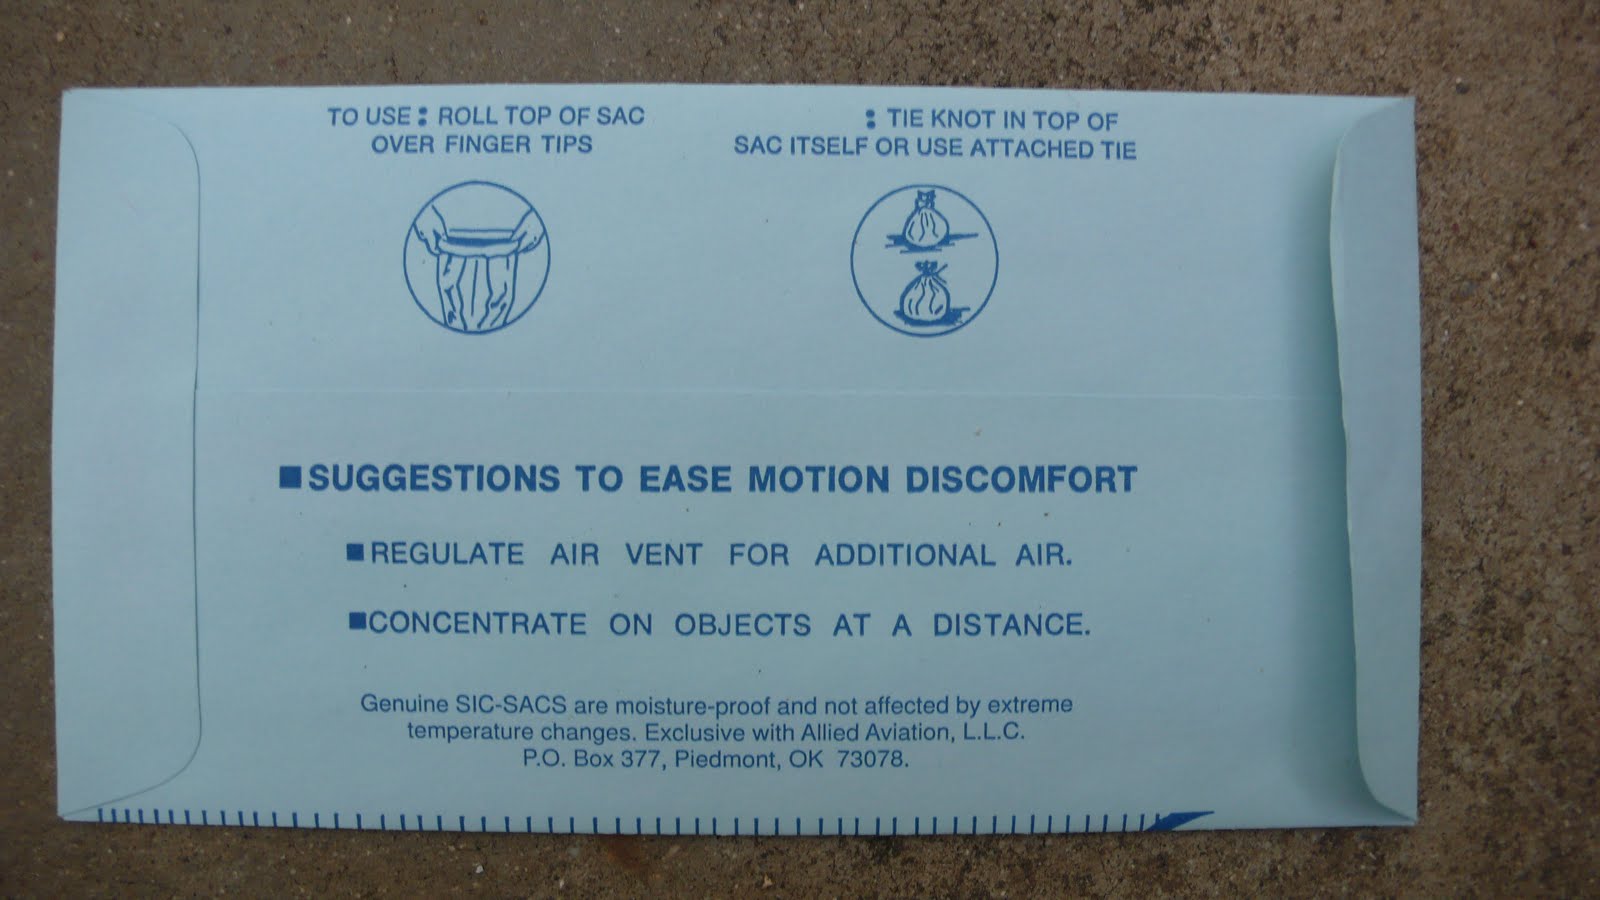 TO USE : ROLL TOP OF SAC
OVER FINGER TIPS
: TIE KNOT IN TOP OF
SAC ITSELF OR USE ATTACHED TIE
■ SUGGESTIONS TO EASE MOTION DISCOMFORT
■ REGULATE AIR VENT FOR ADDITIONAL AIR.
■ CONCENTRATE ON OBJECTS AT A DISTANCE.
Genuine SIC-SACS are moisture-proof and not affected by extreme
temperature changes. Exclusive with Allied Aviation, L.L.C.
P.O. Box 377, Piedmont, OK 73078.